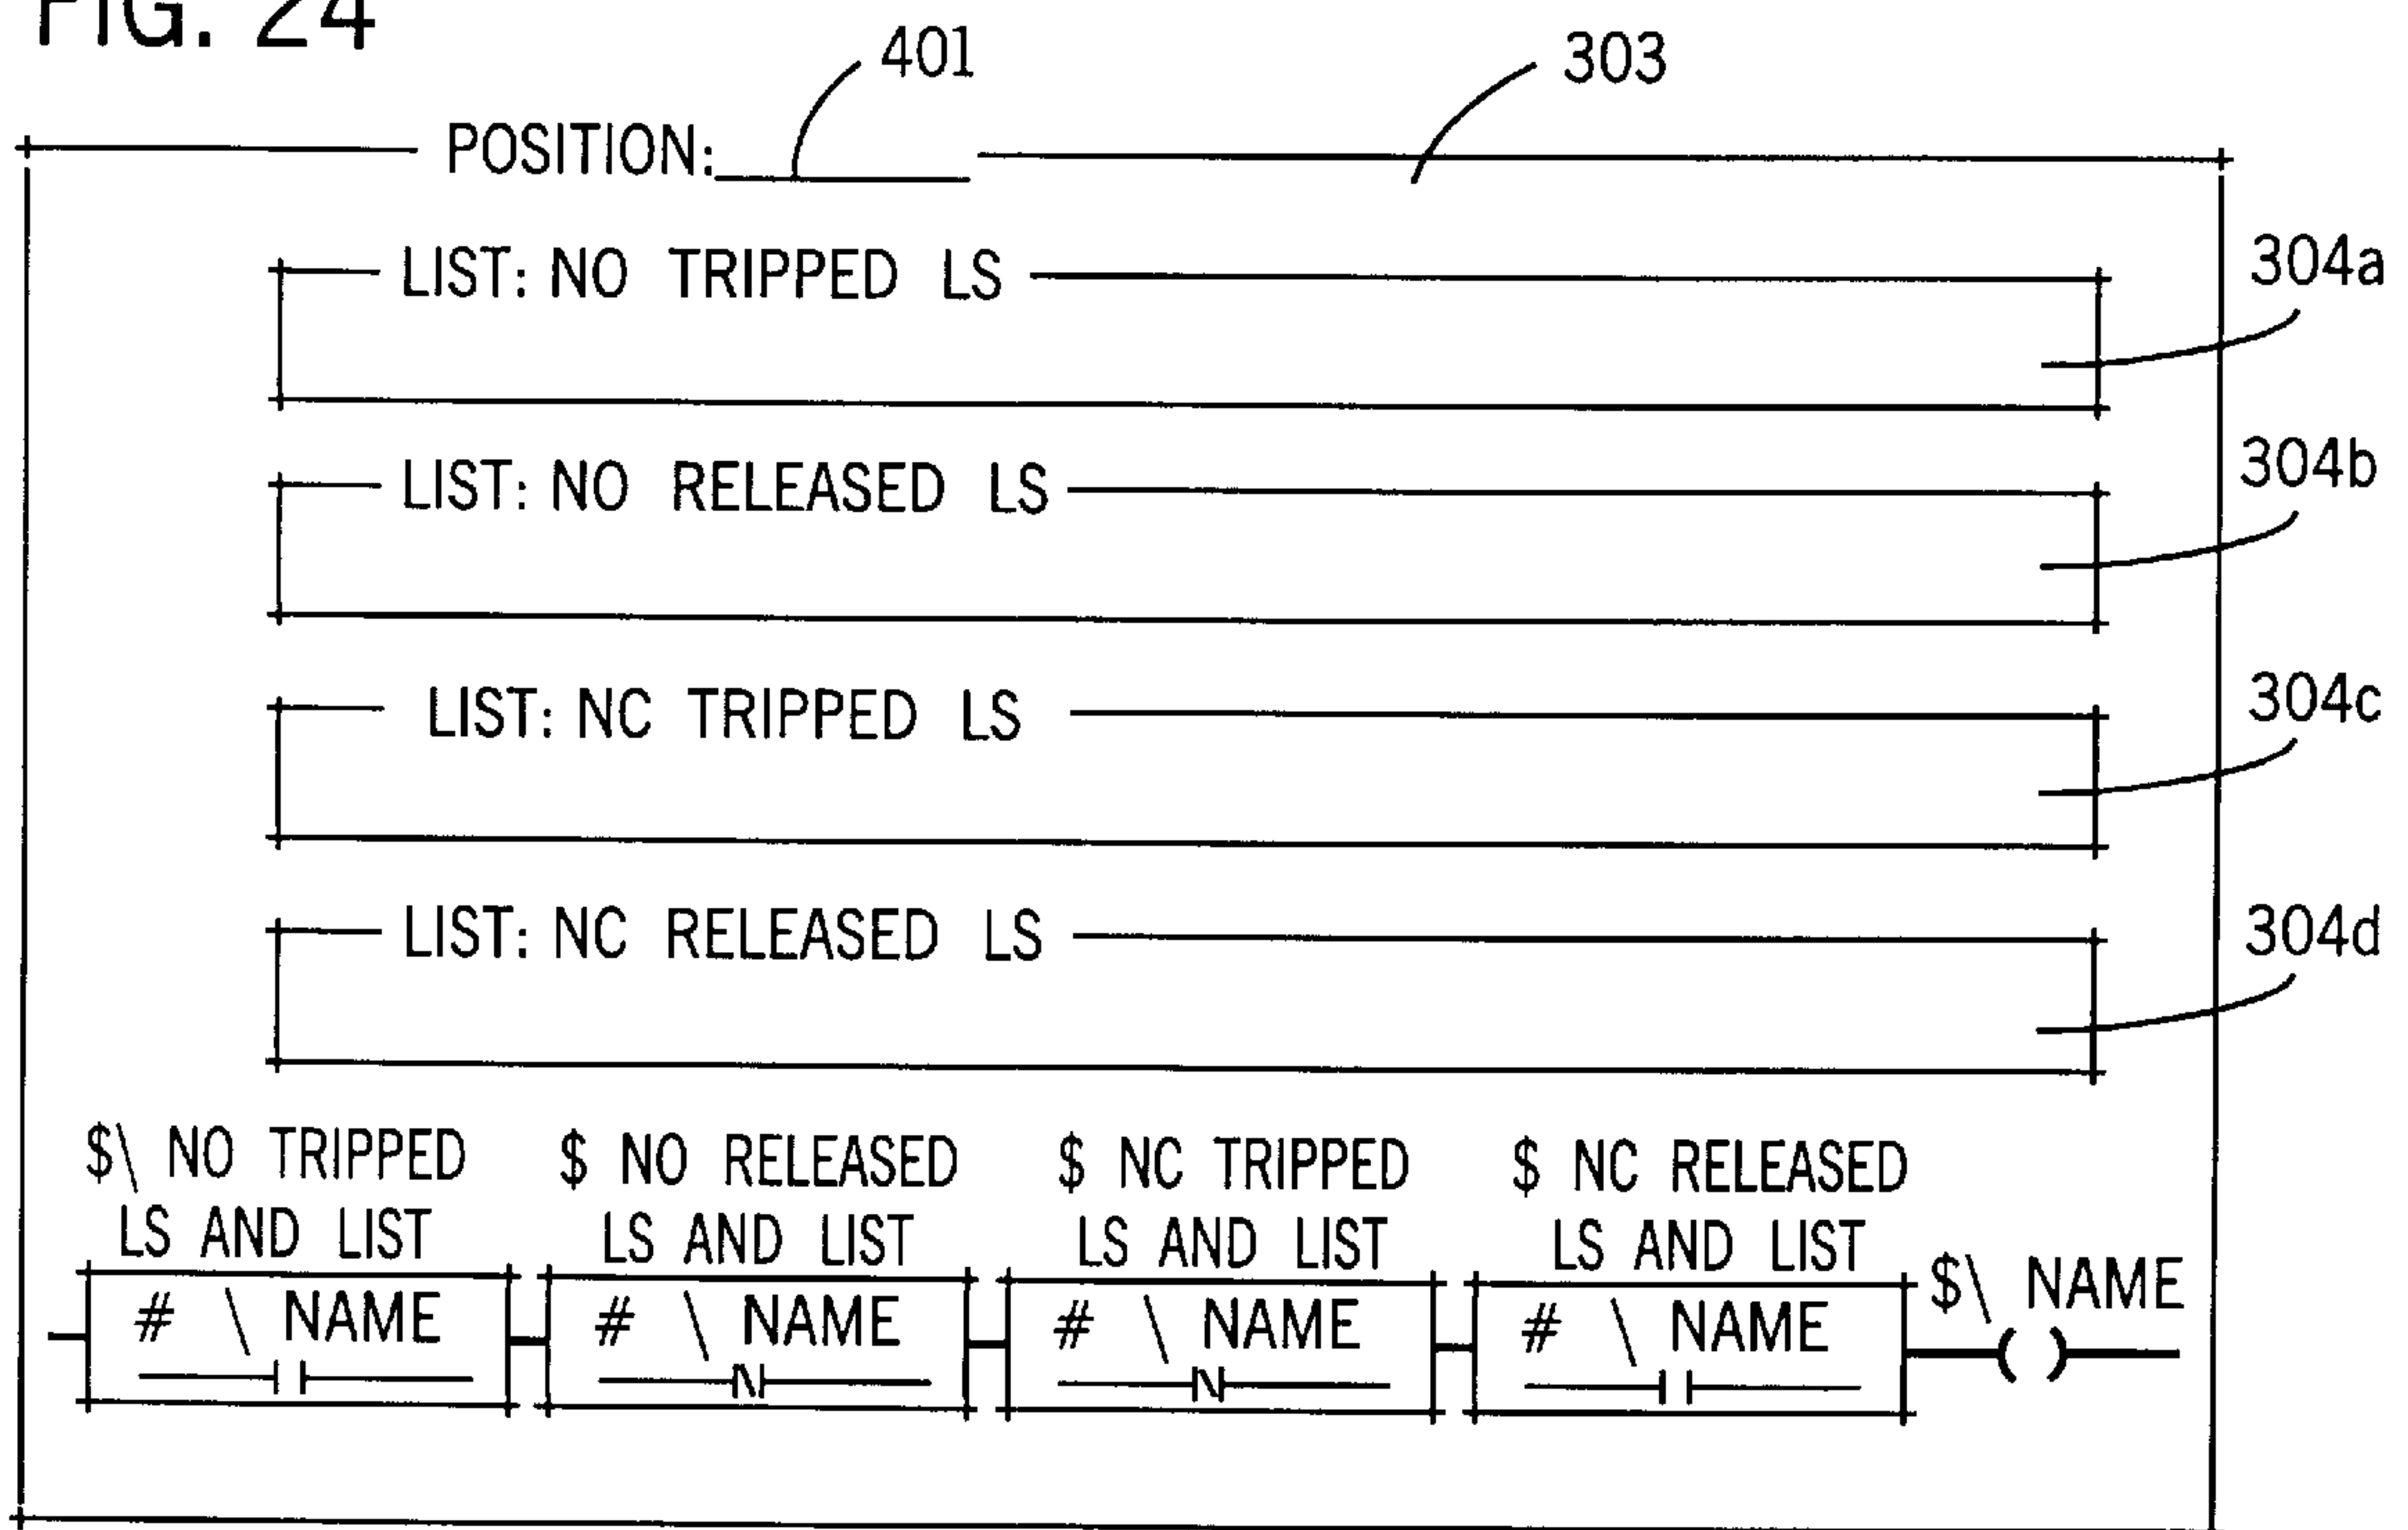 FIG. 24
401
303
POSITION:
LIST: NO TRIPPED LS
304a
LIST: NO RELEASED LS
304b
LIST: NC TRIPPED LS
304c
LIST: NC RELEASED LS
304d
$\ NO TRIPPED LS AND LIST
$ NO RELEASED LS AND LIST
$ NC TRIPPED LS AND LIST
$ NC RELEASED LS AND LIST
# \ NAME
# \ NAME
# \ NAME
# \ NAME
$\ NAME